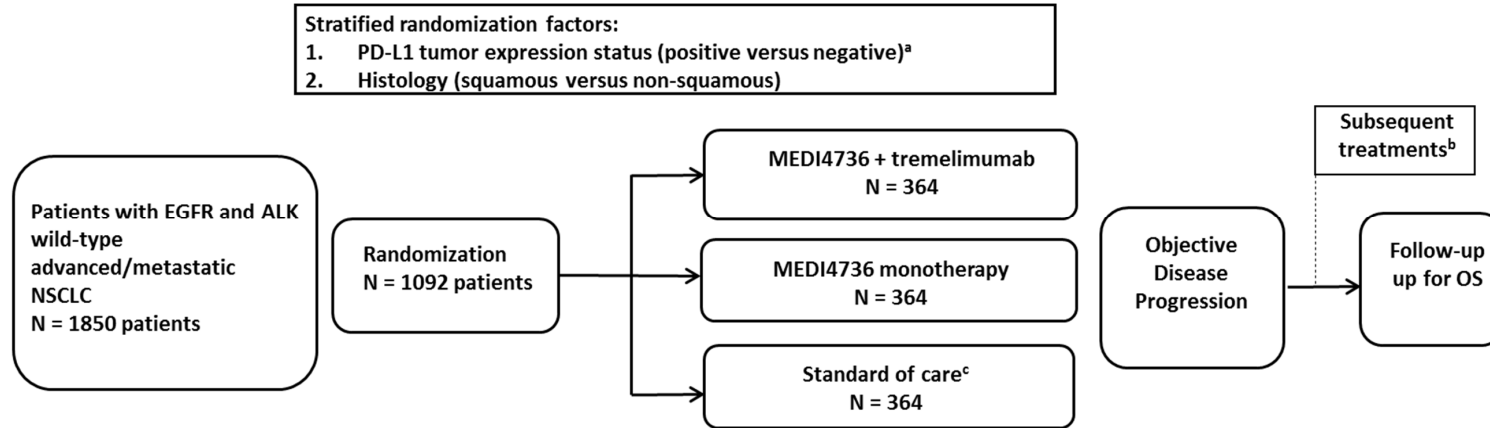 Stratified randomization factors:
1. PD-L1 tumor expression status (positive versus negative)ᵃ
2. Histology (squamous versus non-squamous)
Patients with EGFR and ALK
wild-type
advanced/metastatic
NSCLC
N = 1850 patients
Randomization
N = 1092 patients
MEDI4736 + tremelimumab
N = 364
MEDI4736 monotherapy
N = 364
Standard of careᶜ
N = 364
Objective
Disease
Progression
Subsequent
treatmentsᵇ
Follow-up
up for OS